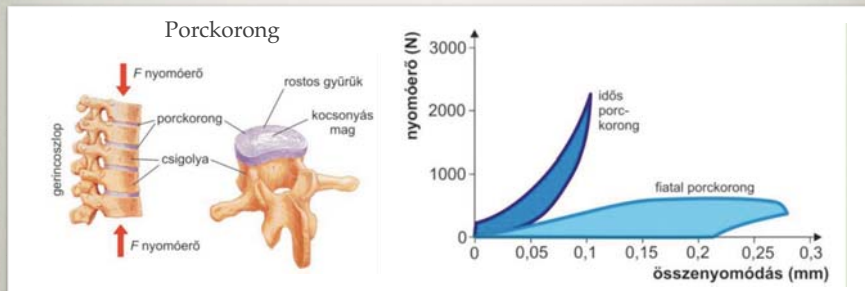 Porckorong
F nyomóerő
rostos gyűrűk
kocsonyás
mag
porckorong
csigolya
gerincoszlop
F nyomóerő
nyomóerő (N)
3000
2000
1000
0
idős
porc-
korong
fiatal porckorong
0 0,05 0,1 0,15 0,2 0,25 0,3
összenyomódás (mm)